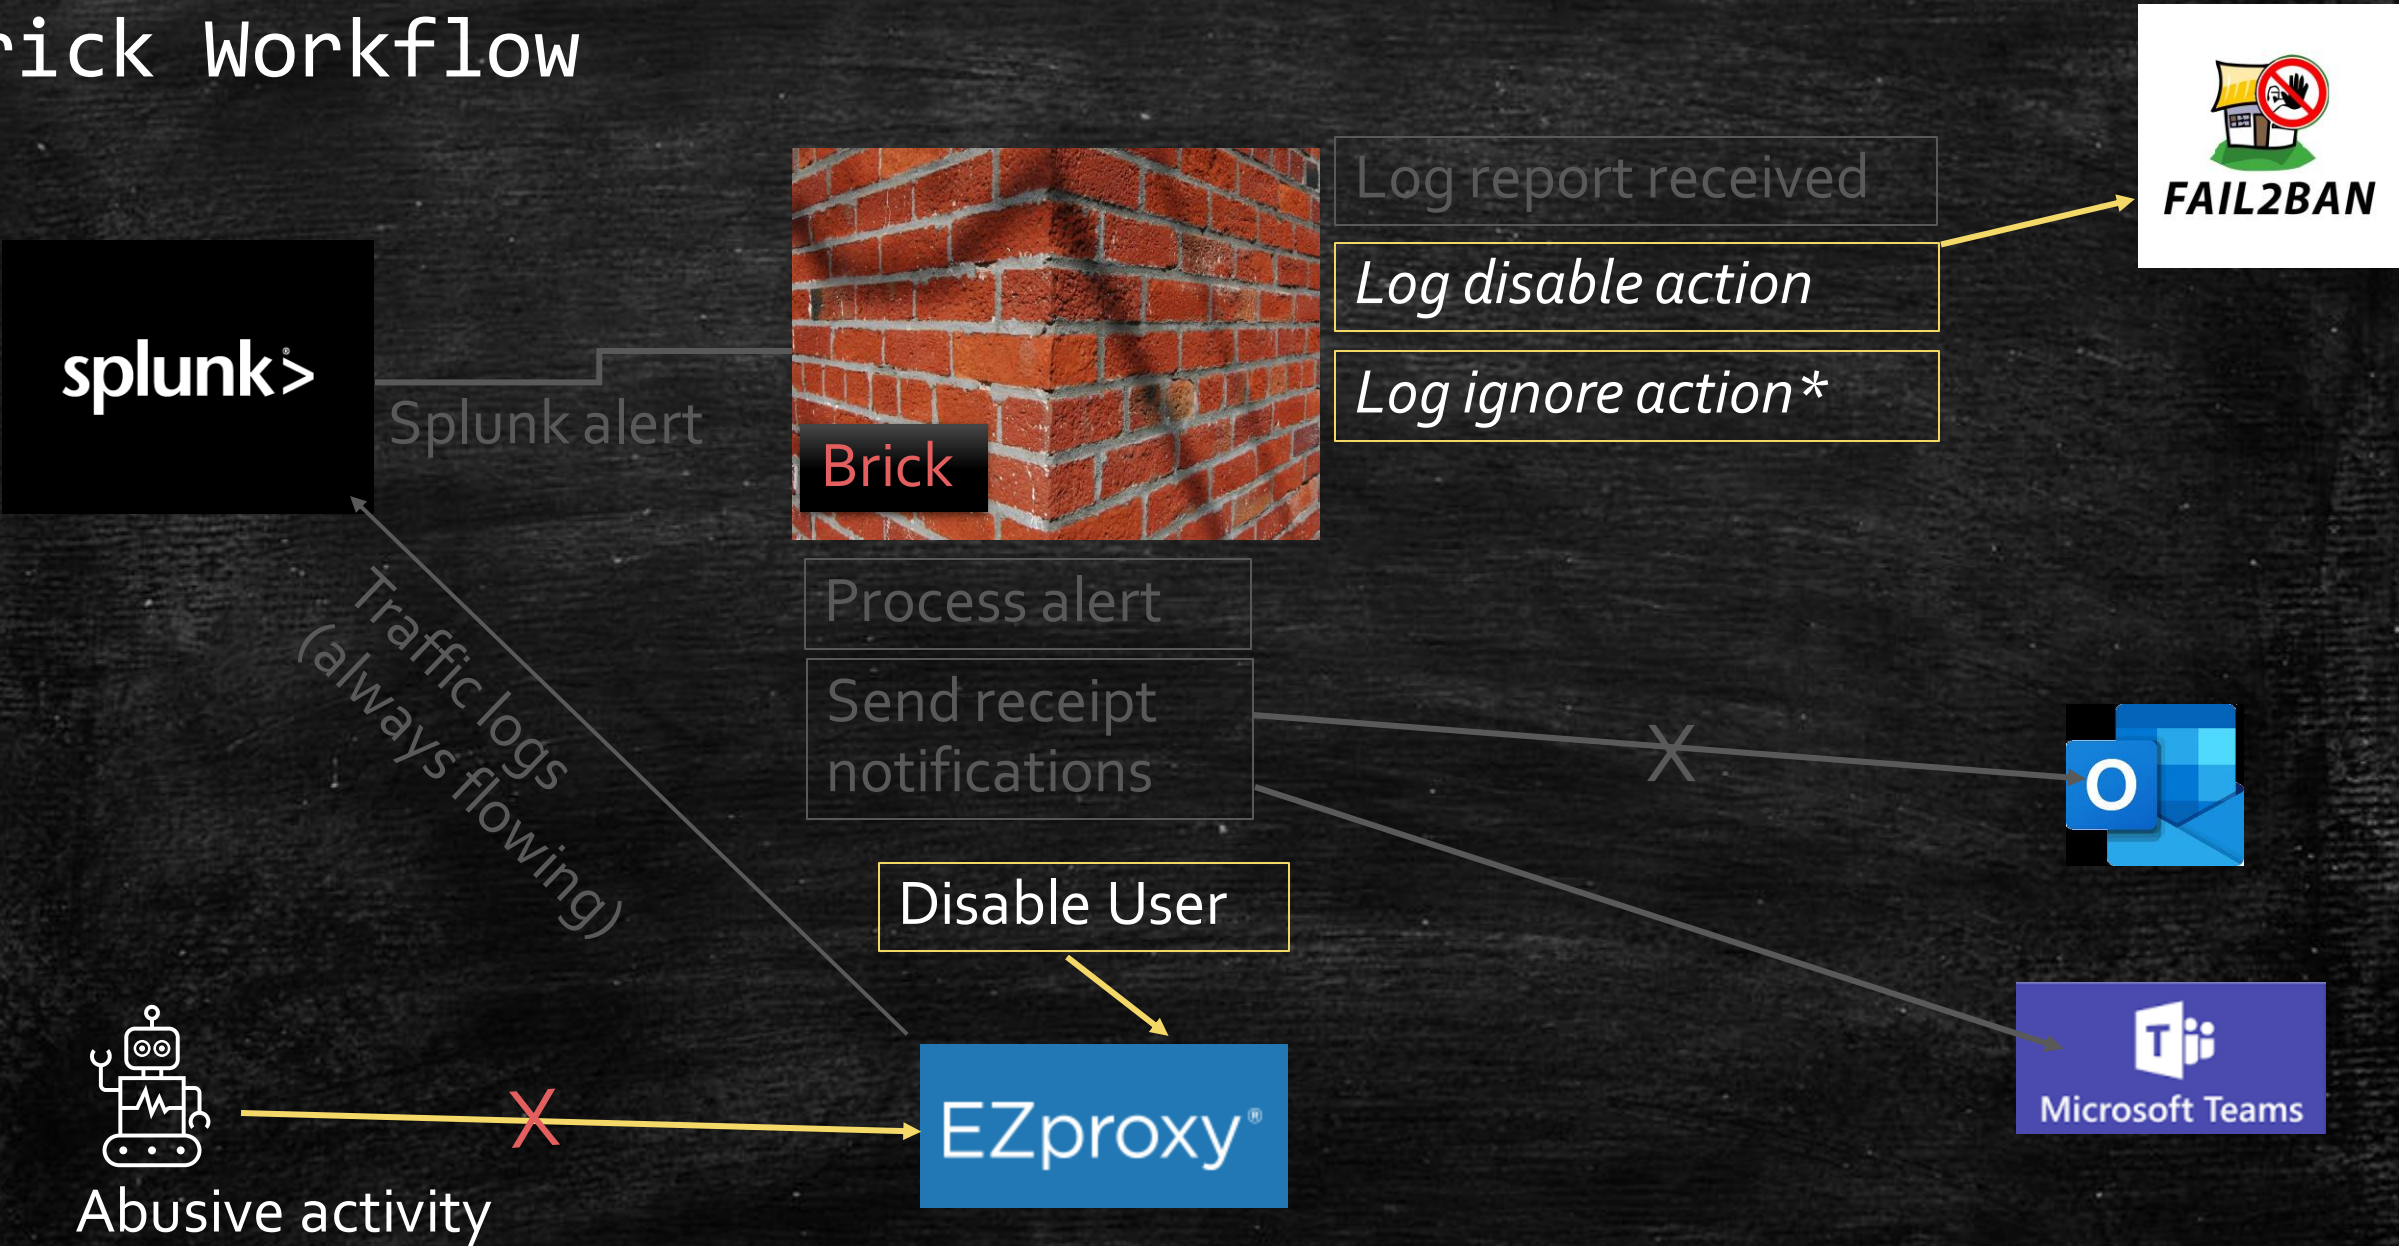 rick Workflow
FAIL2BAN
Log report received
Log disable action
Log ignore action*
splunk>
Splunk alert
Brick
Process alert
Send receipt
notifications
Traffic logs
(always flowing)
X
O
Disable User
T
Microsoft Teams
X
EZproxy®
Abusive activity